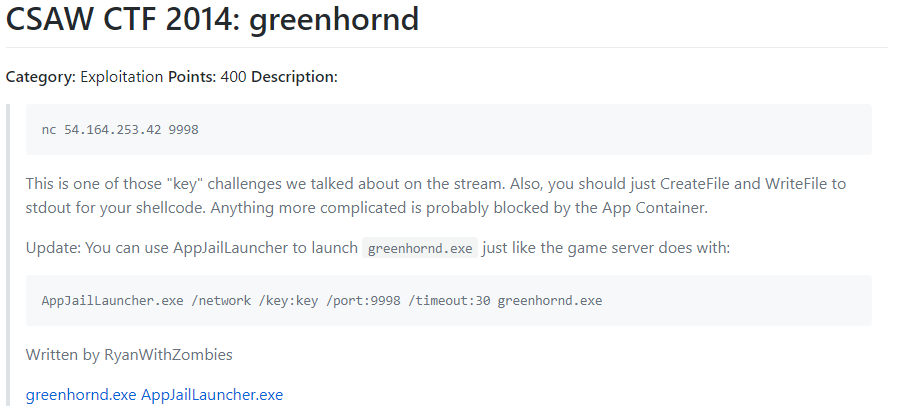 CSAW CTF 2014: greenhornd
Category: Exploitation Points: 400 Description:
nc 54.164.253.42 9998
This is one of those "key" challenges we talked about on the stream. Also, you should just CreateFile and WriteFile to
stdout for your shellcode. Anything more complicated is probably blocked by the App Container.
Update: You can use AppJailLauncher to launch greenhornd.exe just like the game server does with:
AppJailLauncher.exe /network /key:key /port:9998 /timeout:30 greenhornd.exe
Written by RyanWithZombies
greenhornd.exe AppJailLauncher.exe